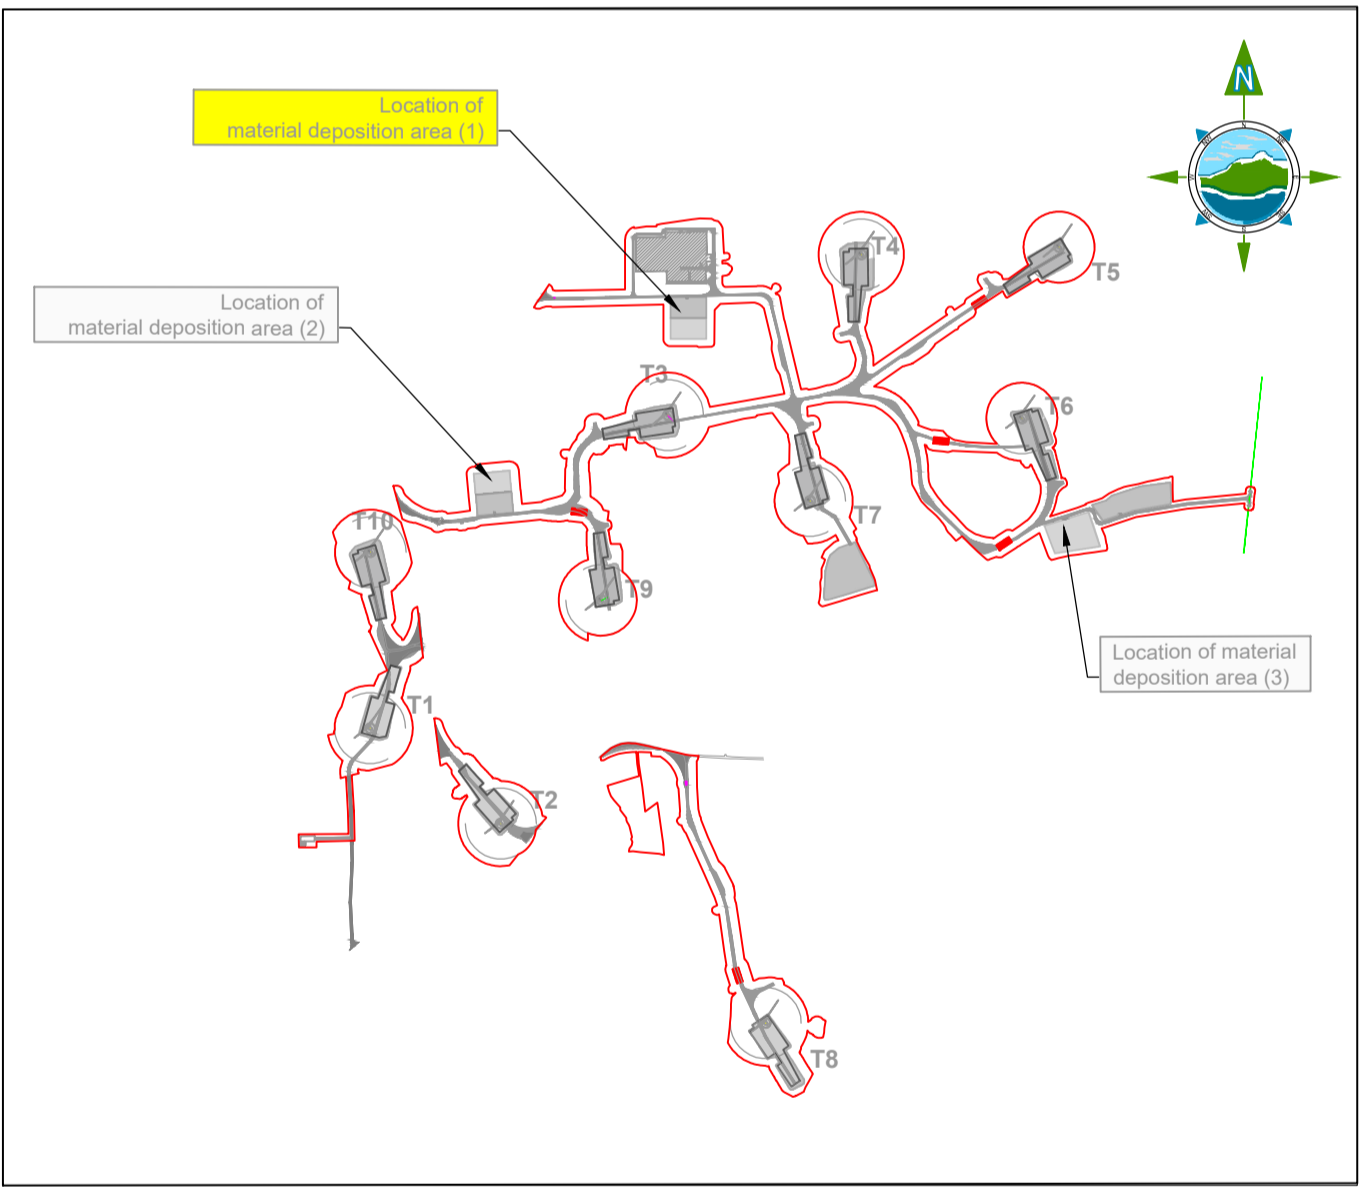 N
Location of
material deposition area (1)
T4
T5
Location of
material deposition area (2)
T3
T6
T7
T10
T9
Location of material
deposition area (3)
T1
T2
T8